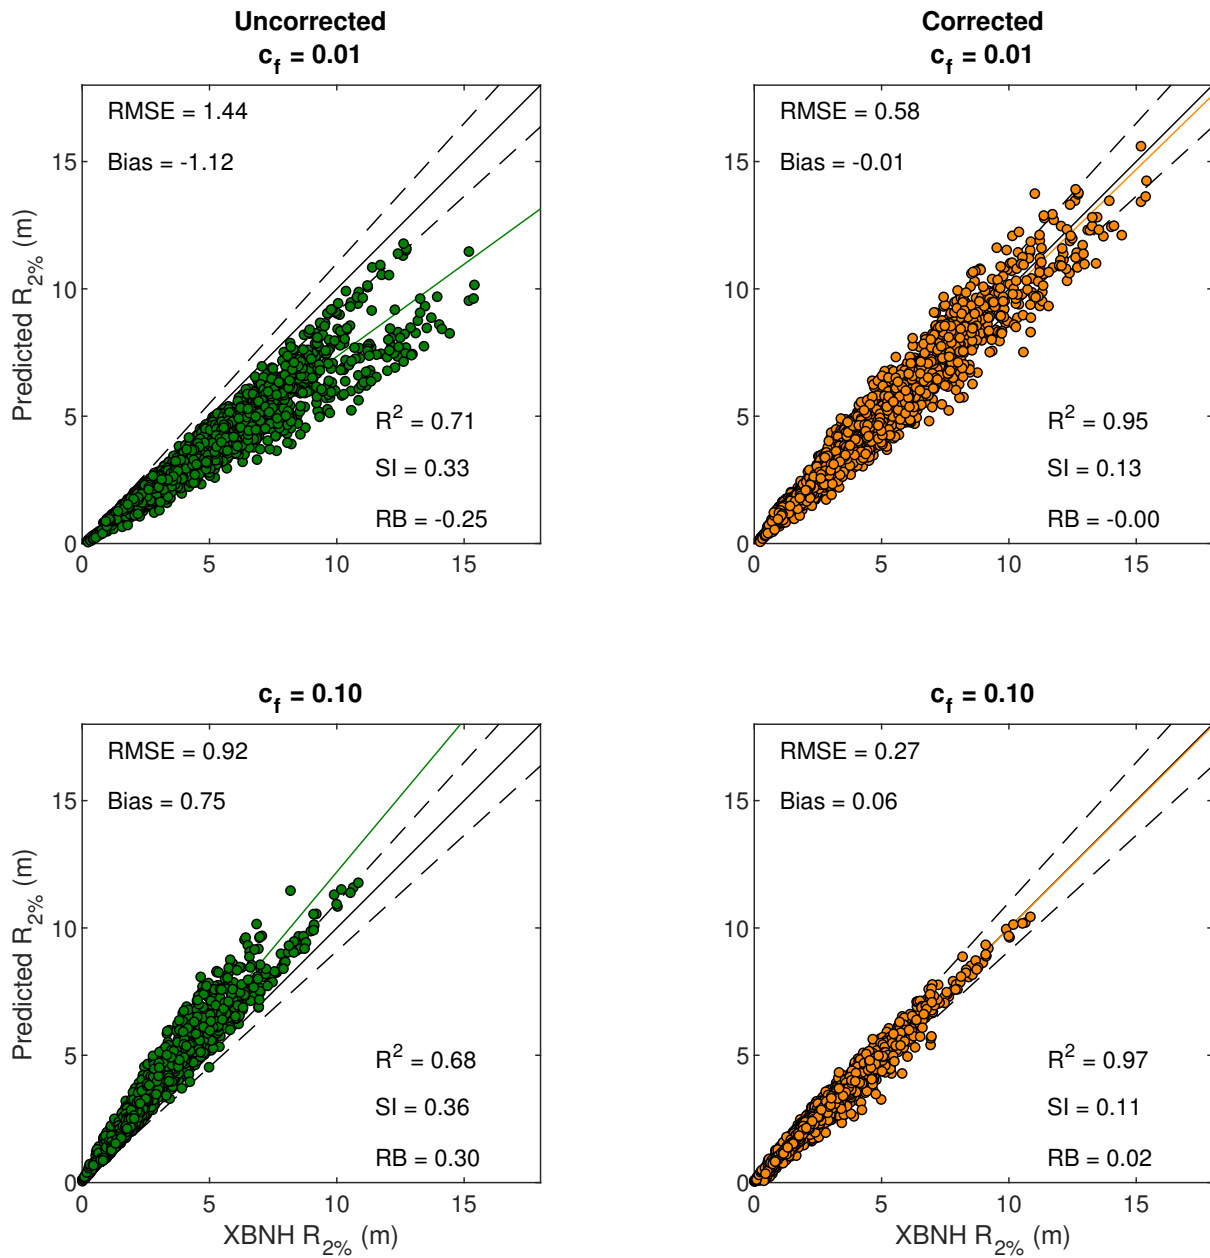 Uncorrected
c_f = 0.01
RMSE = 1.44
Bias = -1.12
R^2 = 0.71
SI = 0.33
RB = -0.25
15
10
5
0
0 5 10 15
Predicted R_2% (m)
Corrected
c_f = 0.01
RMSE = 0.58
Bias = -0.01
R^2 = 0.95
SI = 0.13
RB = -0.00
15
10
5
0
0 5 10 15
c_f = 0.10
RMSE = 0.92
Bias = 0.75
R^2 = 0.68
SI = 0.36
RB = 0.30
15
10
5
0
0 5 10 15
Predicted R_2% (m)
XBNH R_2% (m)
c_f = 0.10
RMSE = 0.27
Bias = 0.06
R^2 = 0.97
SI = 0.11
RB = 0.02
15
10
5
0
0 5 10 15
XBNH R_2% (m)